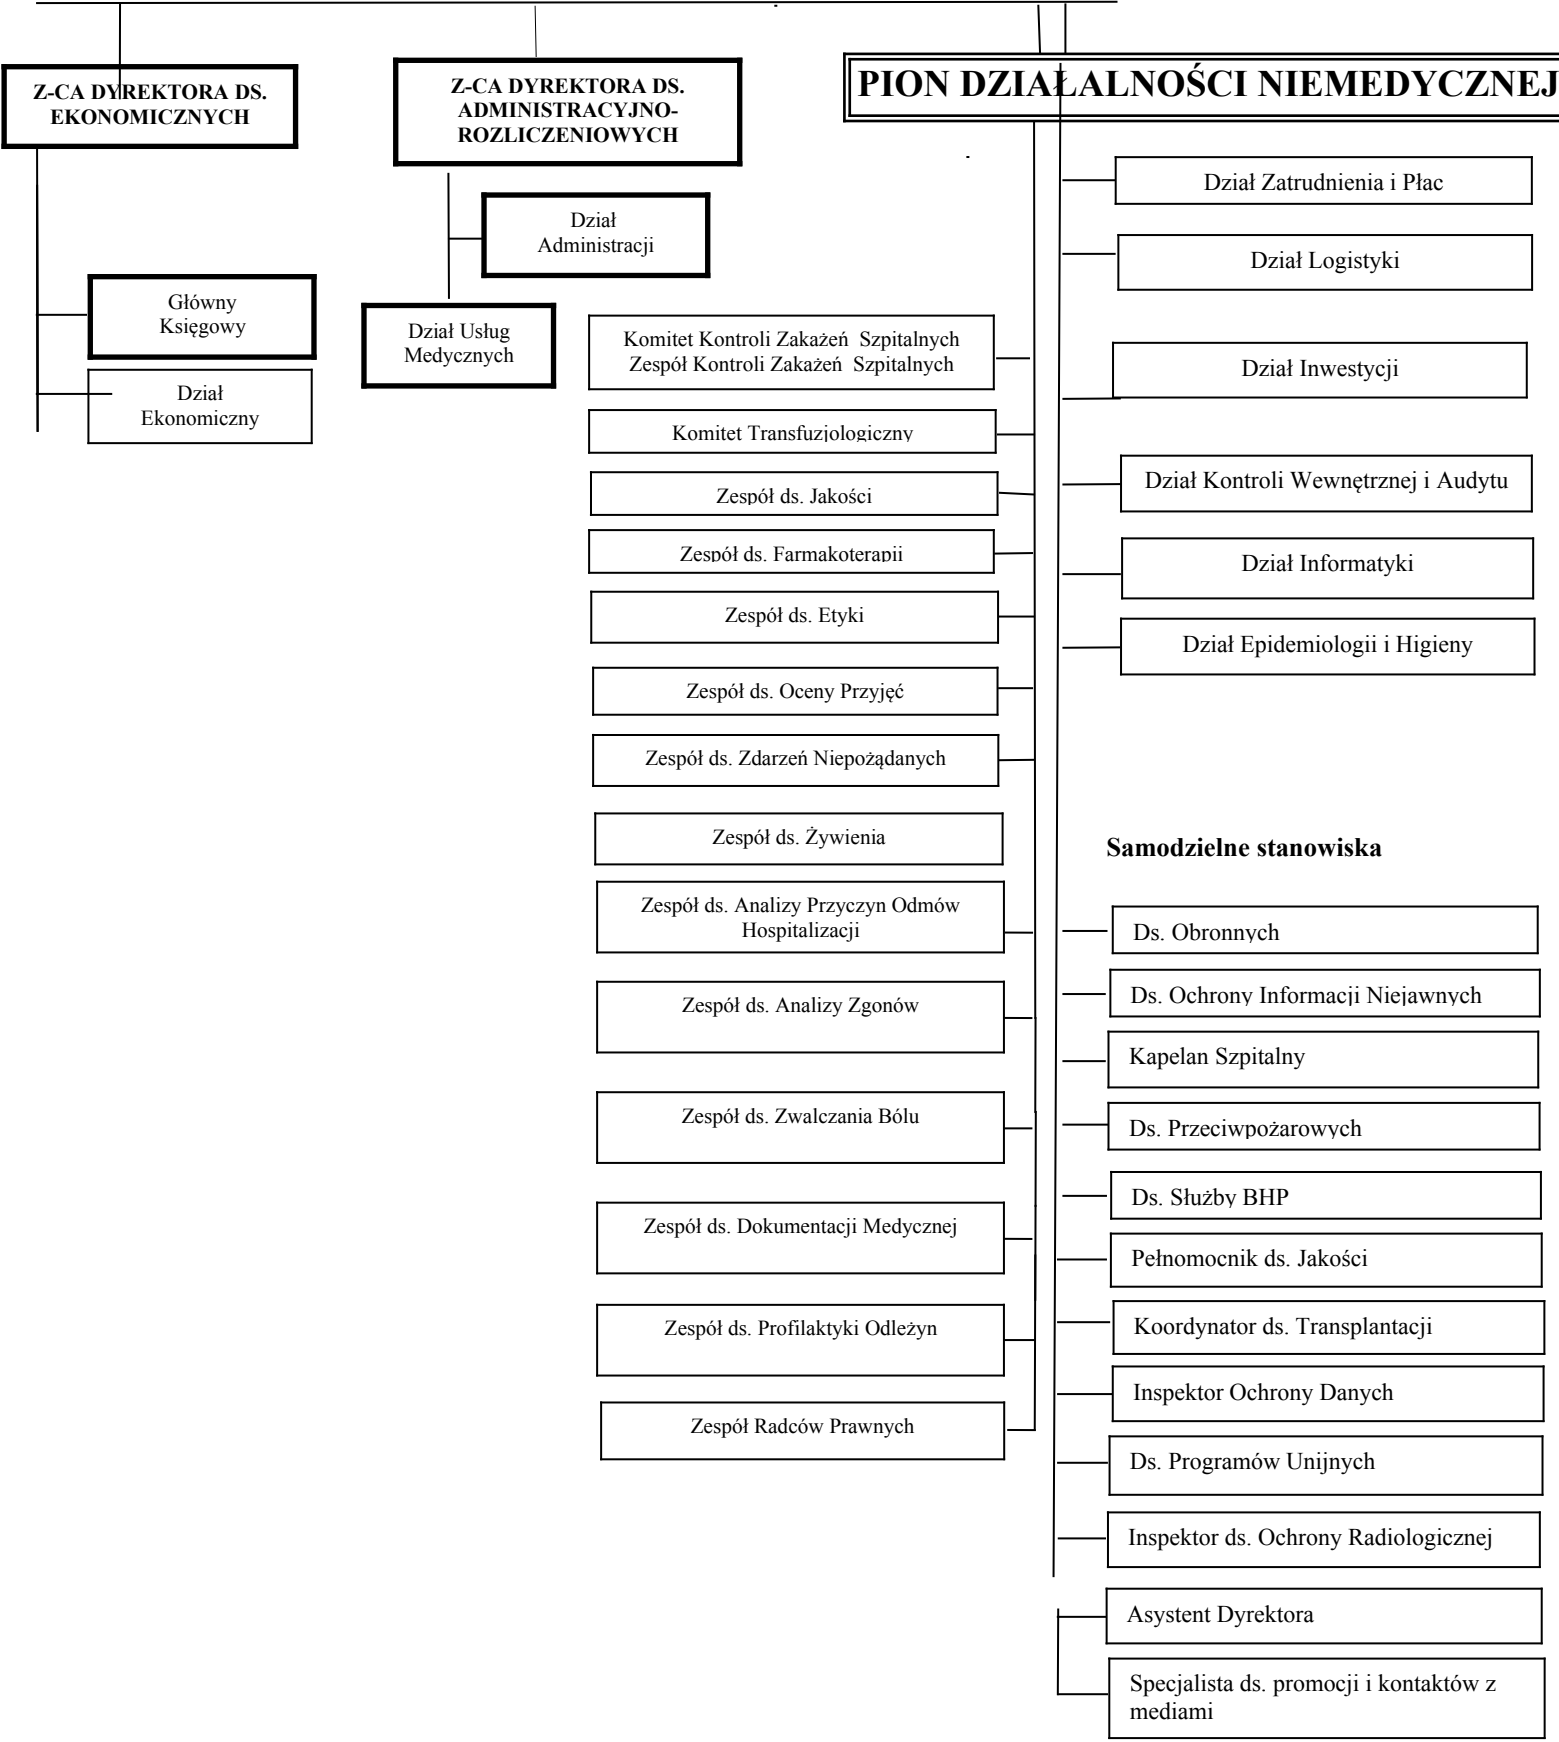 Z-CA DYREKTORA DS.
EKONOMICZNYCH
Główny
Księgowy
Dział
Ekonomiczny
Z-CA DYREKTORA DS.
ADMINISTRACYJNO-
ROZLICZENIOWYCH
Dział
Administracji
Dział Usług
Medycznych
PION DZIAŁALNOŚCI NIEMEDYCZNEJ
Komitet Kontroli Zakażeń Szpitalnych
Zespół Kontroli Zakażeń Szpitalnych
Komitet Transfuzjologiczny
Zespół ds. Jakości
Zespół ds. Farmakoterapii
Zespół ds. Etyki
Zespół ds. Oceny Przyjęć
Zespół ds. Zdarzeń Niepożądanych
Zespół ds. Żywienia
Zespół ds. Analizy Przyczyn Odmów
Hospitalizacji
Zespół ds. Analizy Zgonów
Zespół ds. Zwalczania Bólu
Zespół ds. Dokumentacji Medycznej
Zespół ds. Profilaktyki Odleżyn
Zespół Radców Prawnych
Dział Zatrudnienia i Płac
Dział Logistyki
Dział Inwestycji
Dział Kontroli Wewnętrznej i Audytu
Dział Informatyki
Dział Epidemiologii i Higieny
Samodzielne stanowiska
Ds. Obronnych
Ds. Ochrony Informacji Niejawnych
Kapelan Szpitalny
Ds. Przeciwpożarowych
Ds. Służby BHP
Pełnomocnik ds. Jakości
Koordynator ds. Transplantacji
Inspektor Ochrony Danych
Ds. Programów Unijnych
Inspektor ds. Ochrony Radiologicznej
Asystent Dyrektora
Specjalista ds. promocji i kontaktów z
mediami